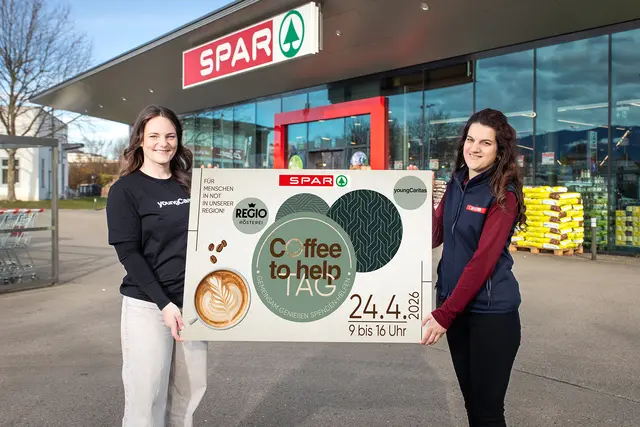 SPAR
youngCaritas
FÜR
MENSCHEN
IN NOT
IN UNSERER
REGION!
SPAR
youngCaritas
REGIO
RÖSTEREI
Coffee
to help
TAG
GEMEINSAM GENIEßEN, SPENDEN, HELFEN
24.4.
2026
9 bis 16 Uhr
SPAR